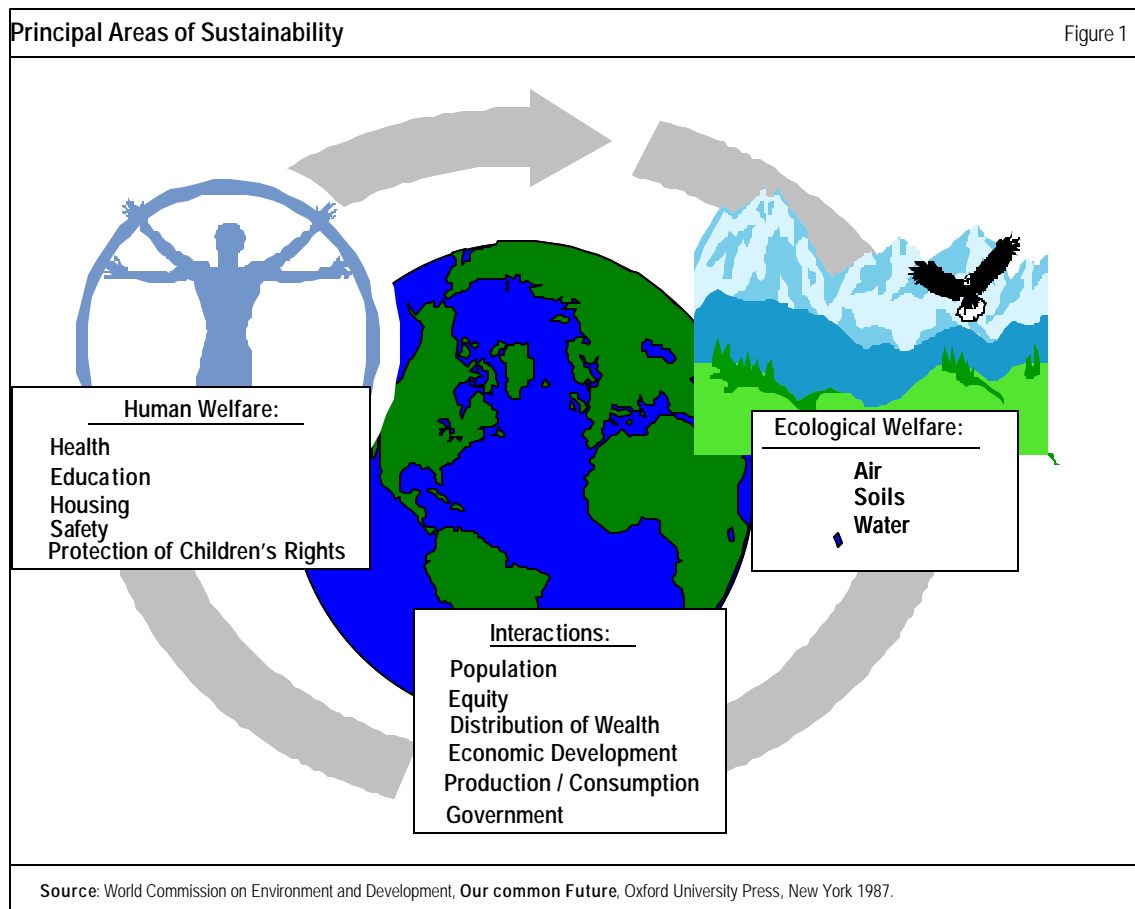 Principal Areas of Sustainability
Figure 1
Human Welfare:
Health
Education
Housing
Safety
Protection of Children's Rights
Ecological Welfare:
Air
Soils
Water
Interactions:
Population
Equity
Distribution of Wealth
Economic Development
Production / Consumption
Government
Source: World Commission on Environment and Development, Our common Future, Oxford University Press, New York 1987.